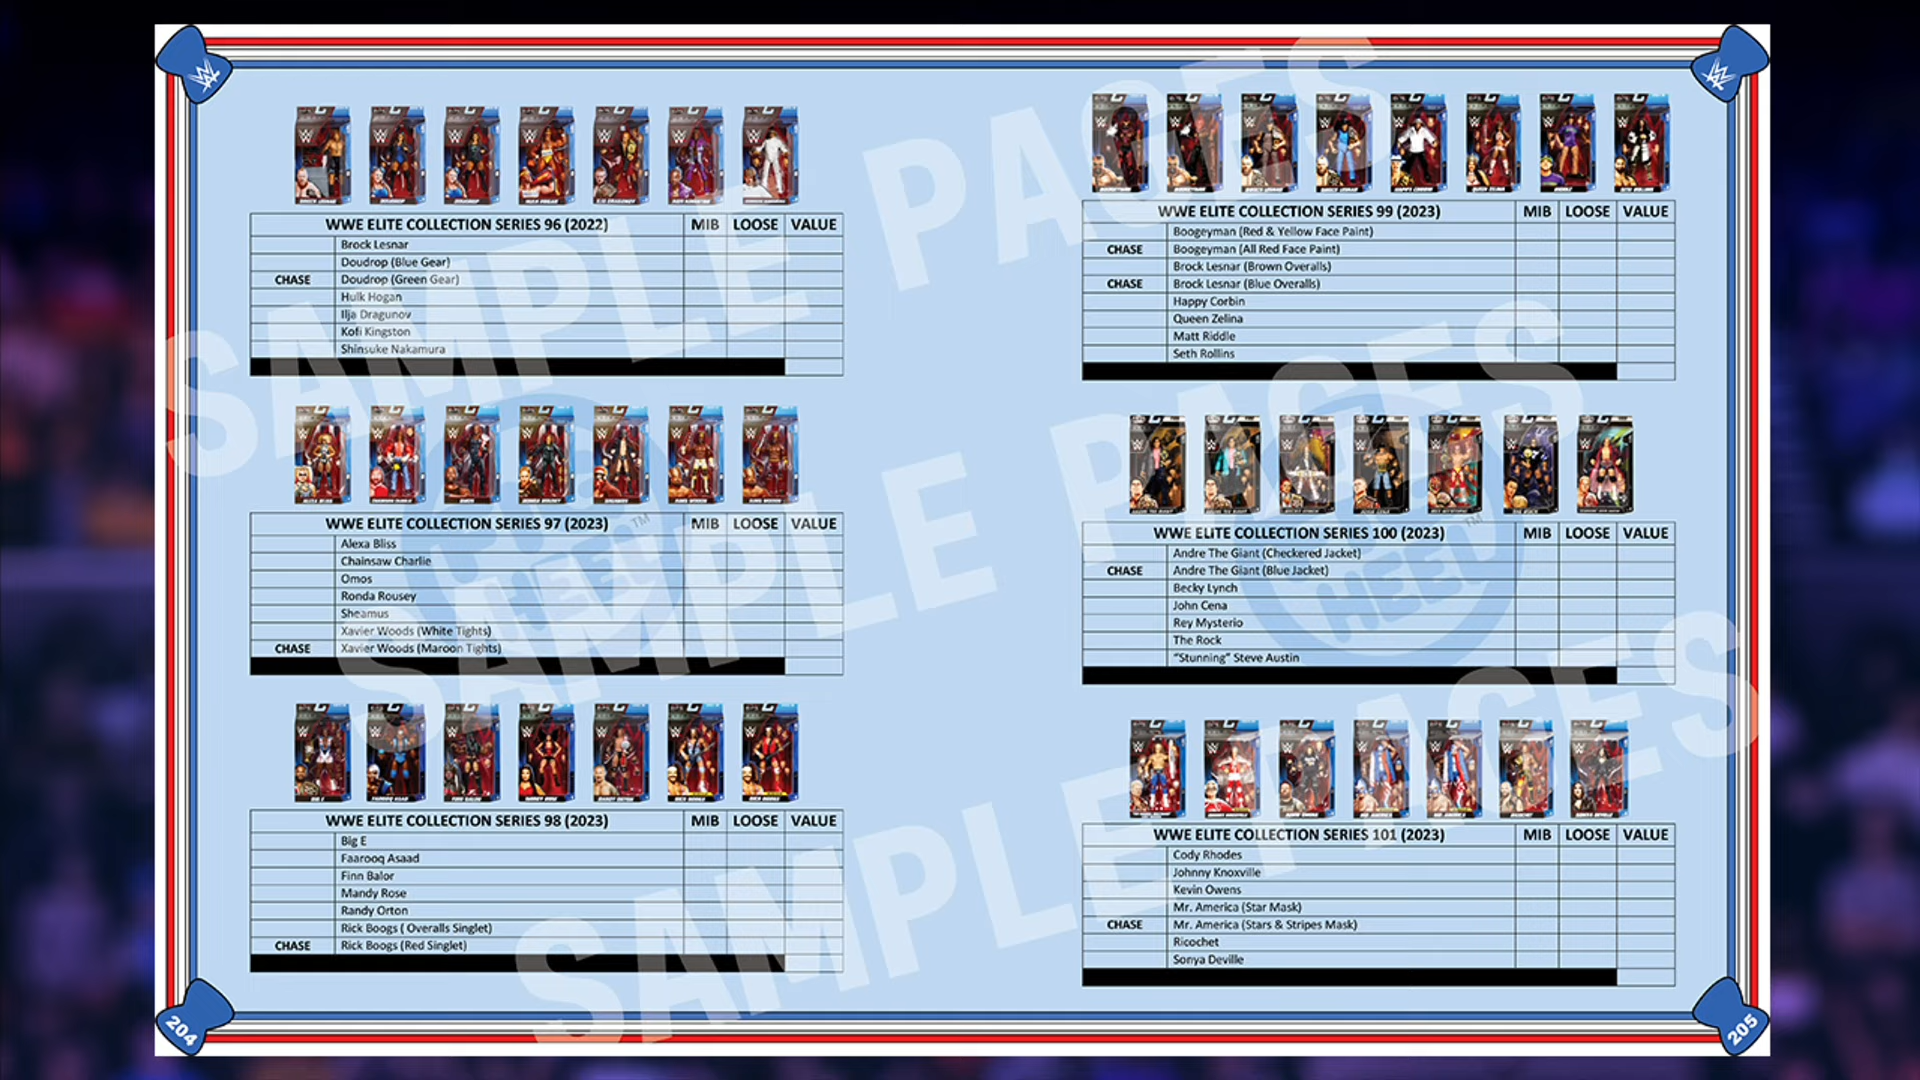 WWE ELITE COLLECTION SERIES 96 (2022) MIB LOOSE VALUE
Brock Lesnar
Doudrop (Blue Gear)
CHASE Doudrop (Green Gear)
Hulk Hogan
Ilja Dragunov
Kofi Kingston
Shinsuke Nakamura
WWE ELITE COLLECTION SERIES 97 (2023) MIB LOOSE VALUE
Alexa Bliss
Chainsaw Charlie
Omos
Ronda Rousey
Sheamus
Xavier Woods (White Tights)
CHASE Xavier Woods (Maroon Tights)
WWE ELITE COLLECTION SERIES 98 (2023) MIB LOOSE VALUE
Big E
Faarooq Asaad
Finn Balor
Mandy Rose
Randy Orton
Rick Boogs ( Overalls Singlet)
CHASE Rick Boogs (Red Singlet)
204
WWE ELITE COLLECTION SERIES 99 (2023) MIB LOOSE VALUE
Boogeyman (Red & Yellow Face Paint)
CHASE Boogeyman (All Red Face Paint)
Brock Lesnar (Brown Overalls)
CHASE Brock Lesnar (Blue Overalls)
Happy Corbin
Queen Zelina
Matt Riddle
Seth Rollins
WWE ELITE COLLECTION SERIES 100 (2023) MIB LOOSE VALUE
Andre The Giant (Checkered Jacket)
CHASE Andre The Giant (Blue Jacket)
Becky Lynch
John Cena
Rey Mysterio
The Rock
“Stunning” Steve Austin
WWE ELITE COLLECTION SERIES 101 (2023) MIB LOOSE VALUE
Cody Rhodes
Johnny Knoxville
Kevin Owens
Mr. America (Star Mask)
CHASE Mr. America (Stars & Stripes Mask)
Ricochet
Sonya Deville
205
SAMPLE PAGES
SAMPLE PAGES
SAMPLE PAGES